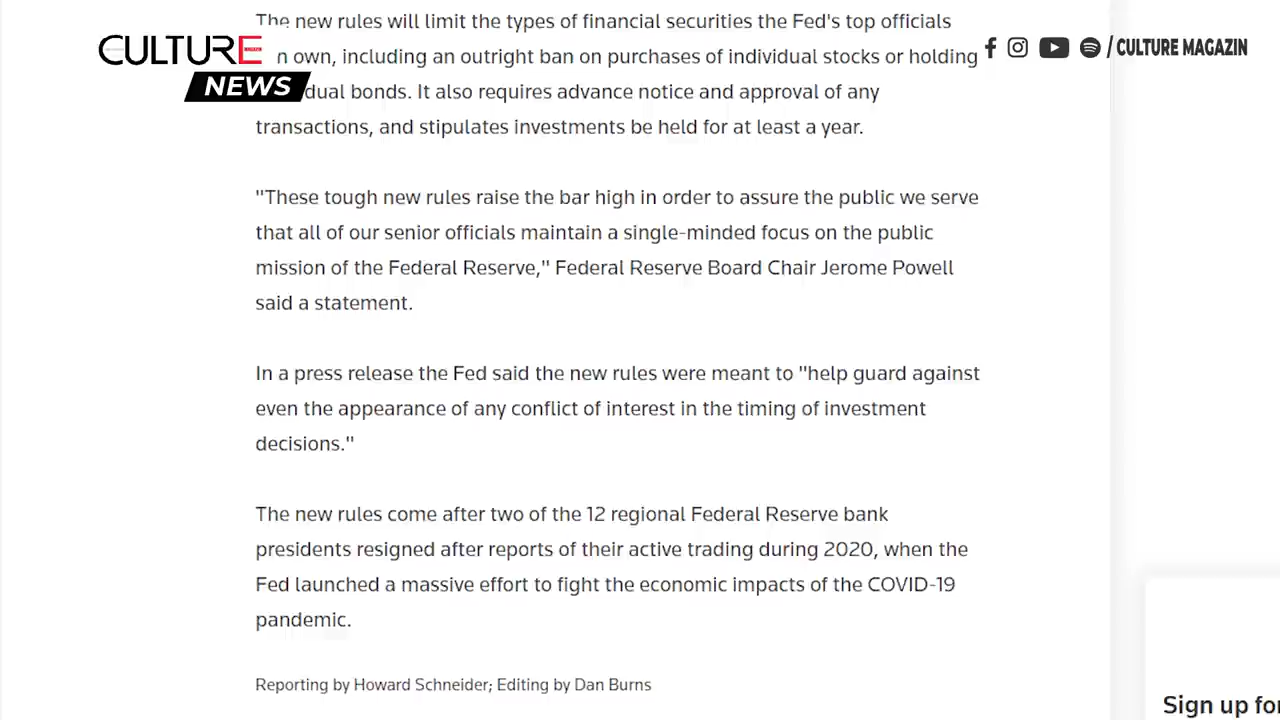 The new rules will limit the types of financial securities the Fed's top officials
CULTURE
n own, including an outright ban on purchases of individual stocks or holding
/ CULTURE MAGAZIN
NEWS
dual bonds. It also requires advance notice and approval of any
transactions, and stipulates investments be held for at least a year.
"These tough new rules raise the bar high in order to assure the public we serve
that all of our senior officials maintain a single-minded focus on the public
mission of the Federal Reserve," Federal Reserve Board Chair Jerome Powell
said a statement.
In a press release the Fed said the new rules were meant to "help guard against
even the appearance of any conflict of interest in the timing of investment
decisions."
The new rules come after two of the 12 regional Federal Reserve bank
presidents resigned after reports of their active trading during 2020, when the
Fed launched a massive effort to fight the economic impacts of the COVID-19
pandemic.
Reporting by Howard Schneider; Editing by Dan Burns
Sign up for